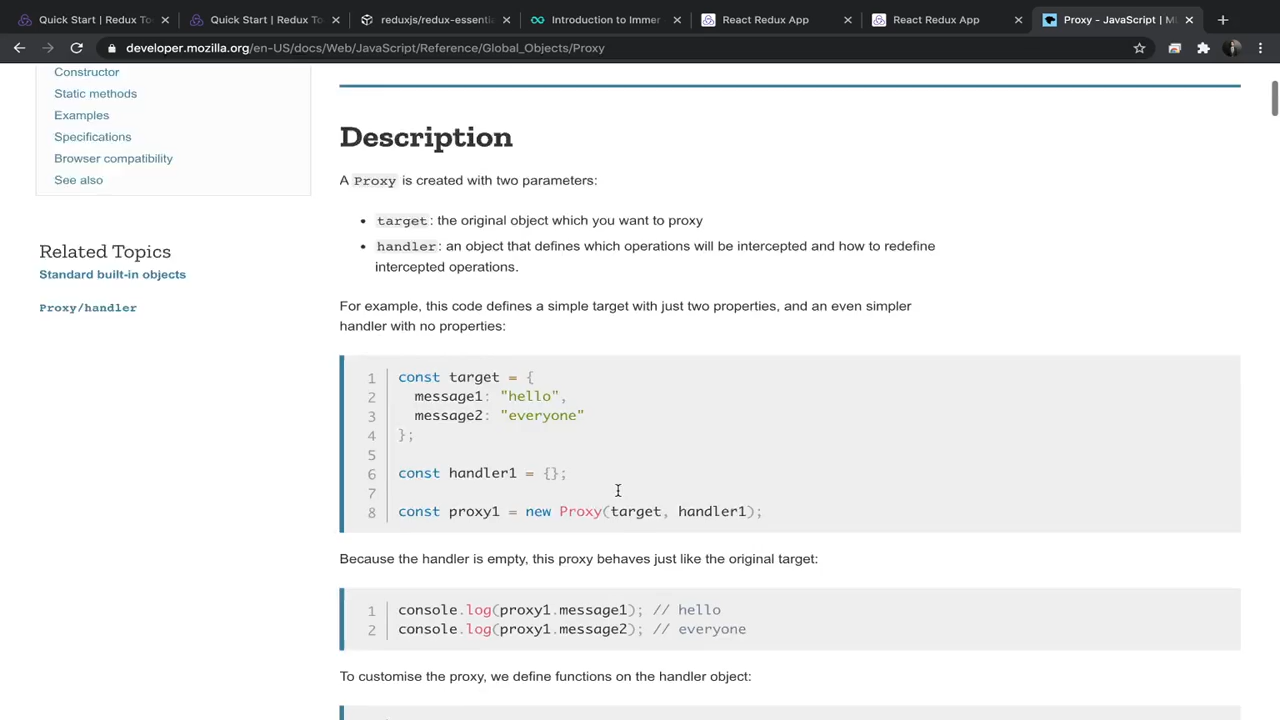 Quick Start | Redux To
Quick Start | Redux To
reduxjs/redux-essentia
Introduction to Immer
React Redux App
React Redux App
Proxy - JavaScript | M
developer.mozilla.org/en-US/docs/Web/JavaScript/Reference/Global_Objects/Proxy
Constructor
Static methods
Examples
Specifications
Browser compatibility
See also
Related Topics
Standard built-in objects
Proxy/handler
Description
A Proxy is created with two parameters:
• target: the original object which you want to proxy
• handler: an object that defines which operations will be intercepted and how to redefine
intercepted operations.
For example, this code defines a simple target with just two properties, and an even simpler
handler with no properties:
1 const target = {
2 message1: "hello",
3 message2: "everyone"
4 };
5
6 const handler1 = {};
7
8 const proxy1 = new Proxy(target, handler1);
Because the handler is empty, this proxy behaves just like the original target:
1 console.log(proxy1.message1); // hello
2 console.log(proxy1.message2); // everyone
To customise the proxy, we define functions on the handler object: